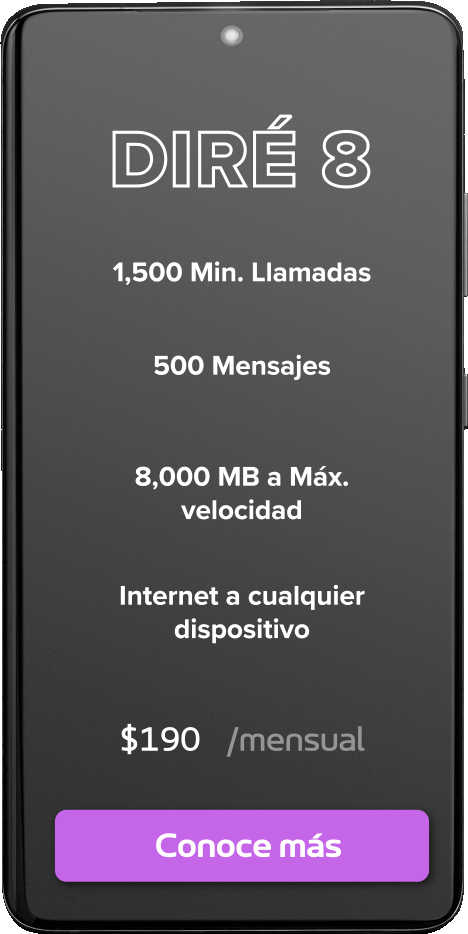 DIRÉ 8
1,500 Min. Llamadas
500 Mensajes
8,000 MB a Máx.
velocidad
Internet a cualquier
dispositivo
$190 /mensual
Conoce más